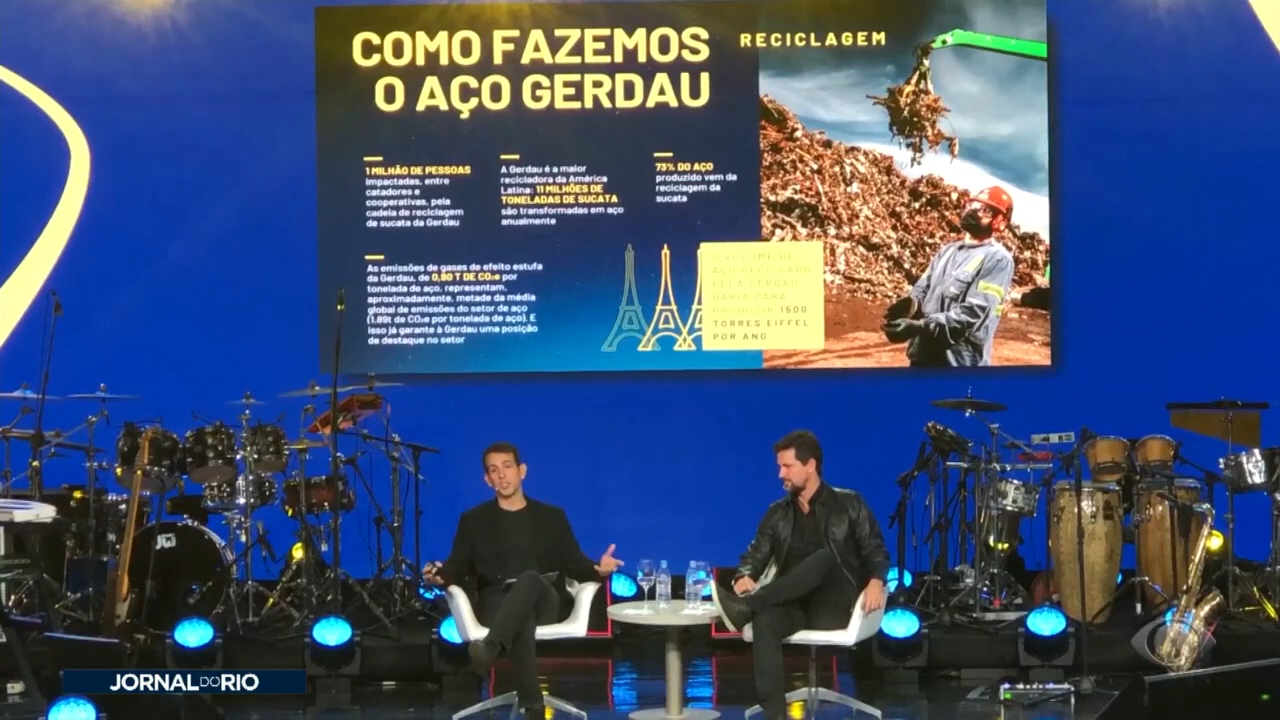 COMO FAZEMOS
O AÇO GERDAU
RECICLAGEM
1 MILHÃO DE PESSOAS
impactadas, entre
catadores e
cooperativas, pela
cadeia de reciclagem
de sucata da Gerdau
A Gerdau é a maior
recicladora da América
Latina: 11 MILHÕES DE
TONELADAS DE SUCATA
são transformadas em aço
anualmente
73% DO AÇO
produzido vem da
reciclagem da
sucata
As emissões de gases de efeito estufa
da Gerdau, de 0,90 T DE CO₂e por
tonelada de aço, representam,
aproximadamente, metade da média
global de emissões do setor de aço
(1.89t de CO₂e por tonelada de aço). E
isso já garante à Gerdau uma posição
de destaque no setor
O VOLUME DE
AÇO RECICLADO
PELA GERDAU
DARIA PARA
PRODUZIR 1500
TORRES EIFFEL
POR ANO
JORNAL DO RIO